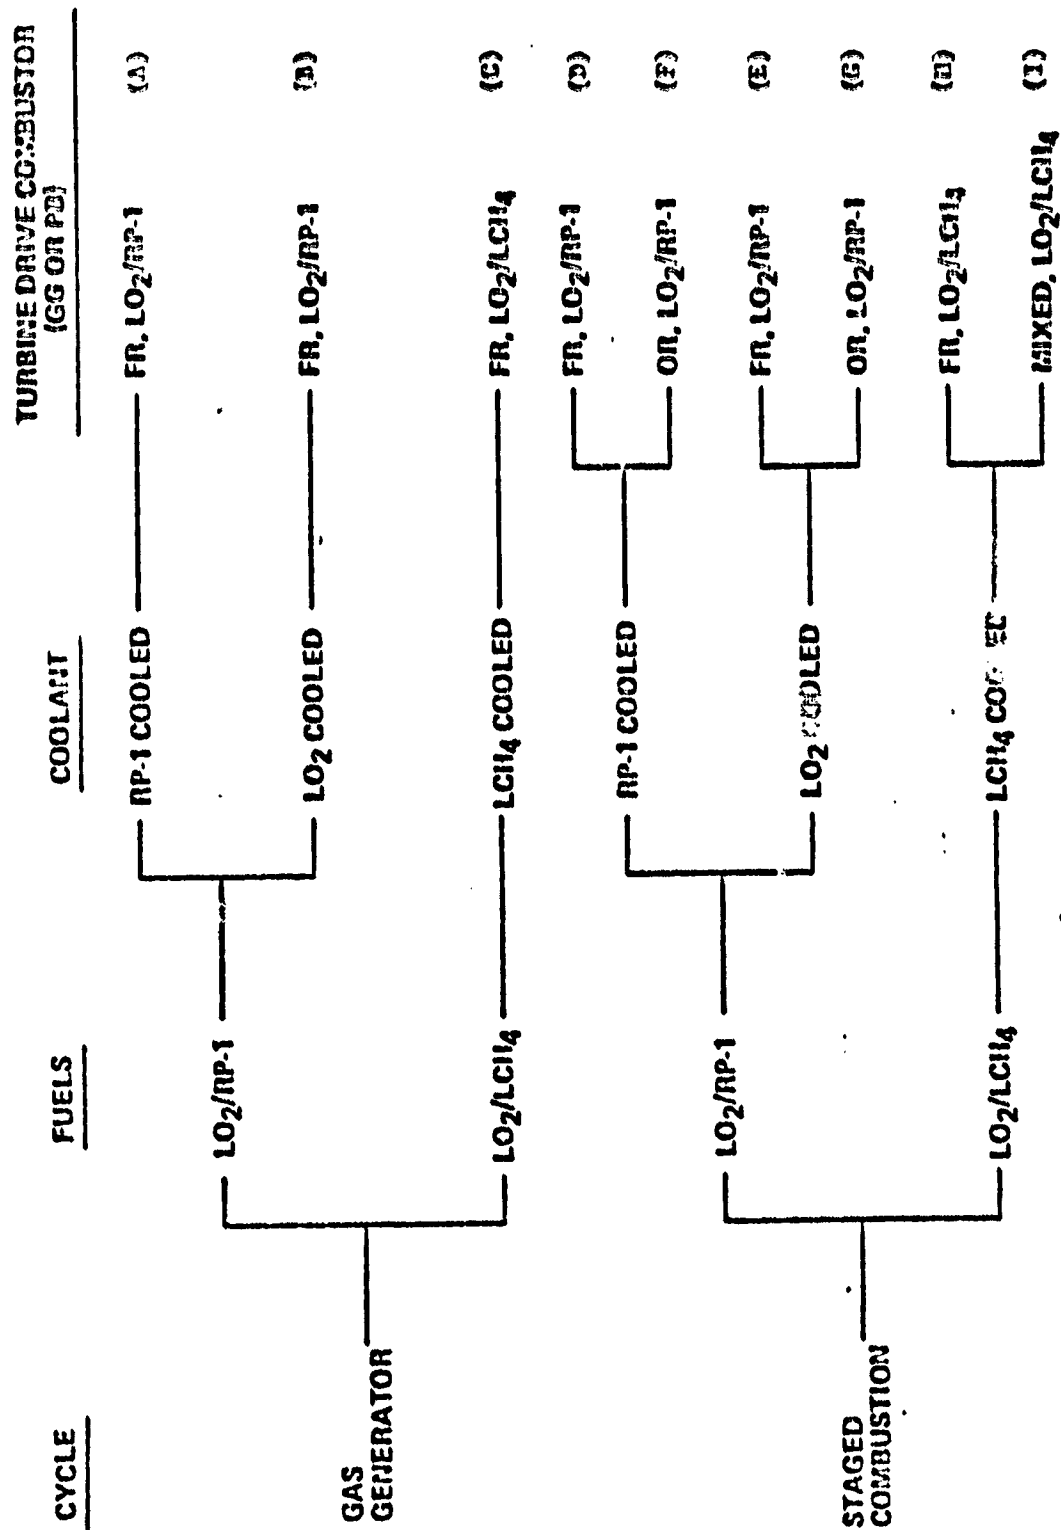 CYCLE
FUELS
COOLANT
TURBINE DRIVE COMBUSTOR
(GG OR PB)
GAS
GENERATOR
LO2/RP-1
RP-1 COOLED
FR, LO2/RP-1
(A)
LO2 COOLED
FR, LO2/RP-1
(B)
LO2/LCH4
LCH4 COOLED
FR, LO2/LCH4
(C)
STAGED
COMBUSTION
LO2/RP-1
RP-1 COOLED
FR, LO2/RP-1
(D)
OR, LO2/RP-1
(F)
LO2 COOLED
FR, LO2/RP-1
(E)
OR, LO2/RP-1
(G)
LO2/LCH4
LCH4 COOLED
FR, LO2/LCH4
(H)
MIXED, LO2/LCH4
(I)